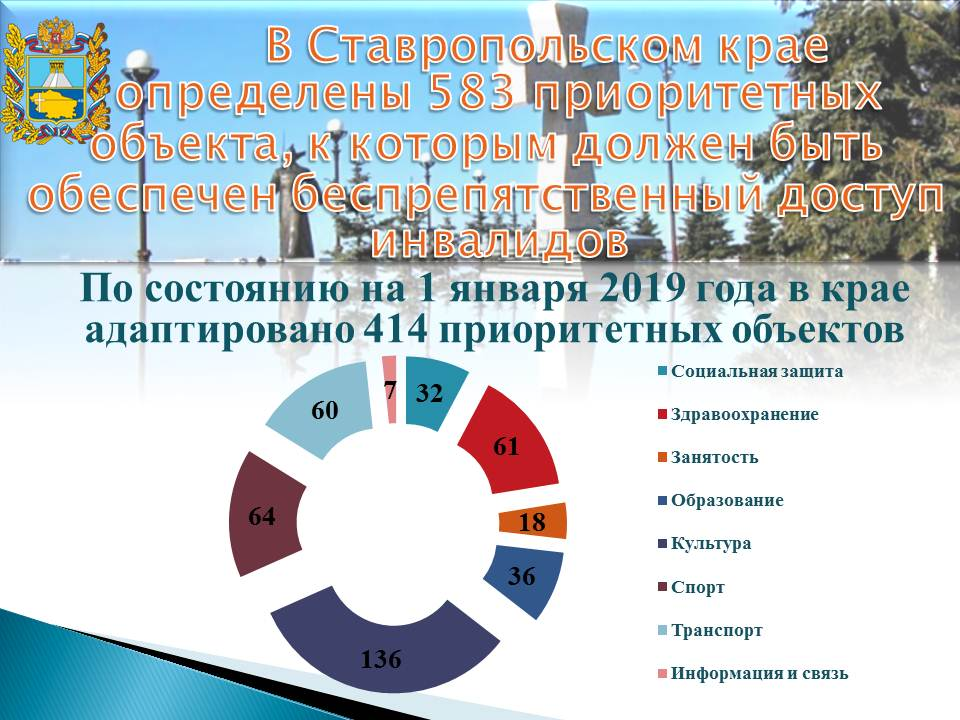 В Ставропольском крае
определены 583 приоритетных
объекта, к которым должен быть
обеспечен беспрепятственный доступ
инвалидов
По состоянию на 1 января 2019 года в крае
адаптировано 414 приоритетных объектов
32
61
18
36
136
64
60
7
Социальная защита
Здравоохранение
Занятость
Образование
Культура
Спорт
Транспорт
Информация и связь